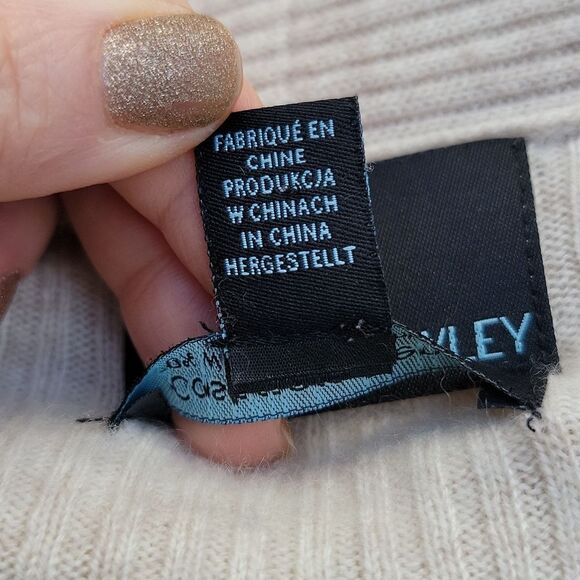 FABRIQUÉ EN
CHINE
PRODUKCJA
W CHINACH
IN CHINA
HERGESTELLT